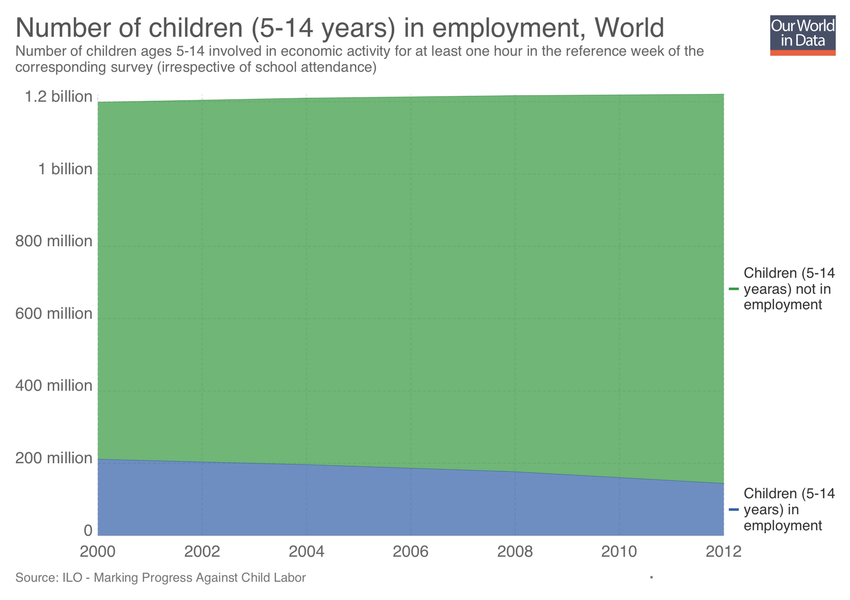 Number of children (5-14 years) in employment, World
Our World
in Data
Number of children ages 5-14 involved in economic activity for at least one hour in the reference week of the
corresponding survey (irrespective of school attendance)
1.2 billion
1 billion
800 million
600 million
400 million
200 million
0
2000 2002 2004 2006 2008 2010 2012
Children (5-14
yearas) not in
employment
Children (5-14
years) in
employment
Source: ILO - Marking Progress Against Child Labor